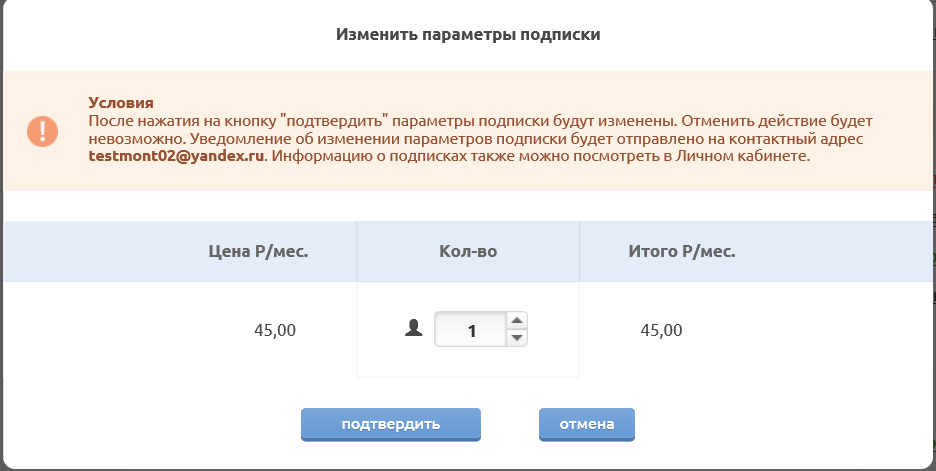 Изменить параметры подписки
Условия
После нажатия на кнопку "подтвердить" параметры подписки будут изменены. Отменить действие будет
невозможно. Уведомление об изменении параметров подписки будет отправлено на контактный адрес
testmont02@yandex.ru. Информацию о подписках также можно посмотреть в Личном кабинете.
Цена Р/мес. Кол-во Итого Р/мес.
45,00 1 45,00
подтвердить отмена